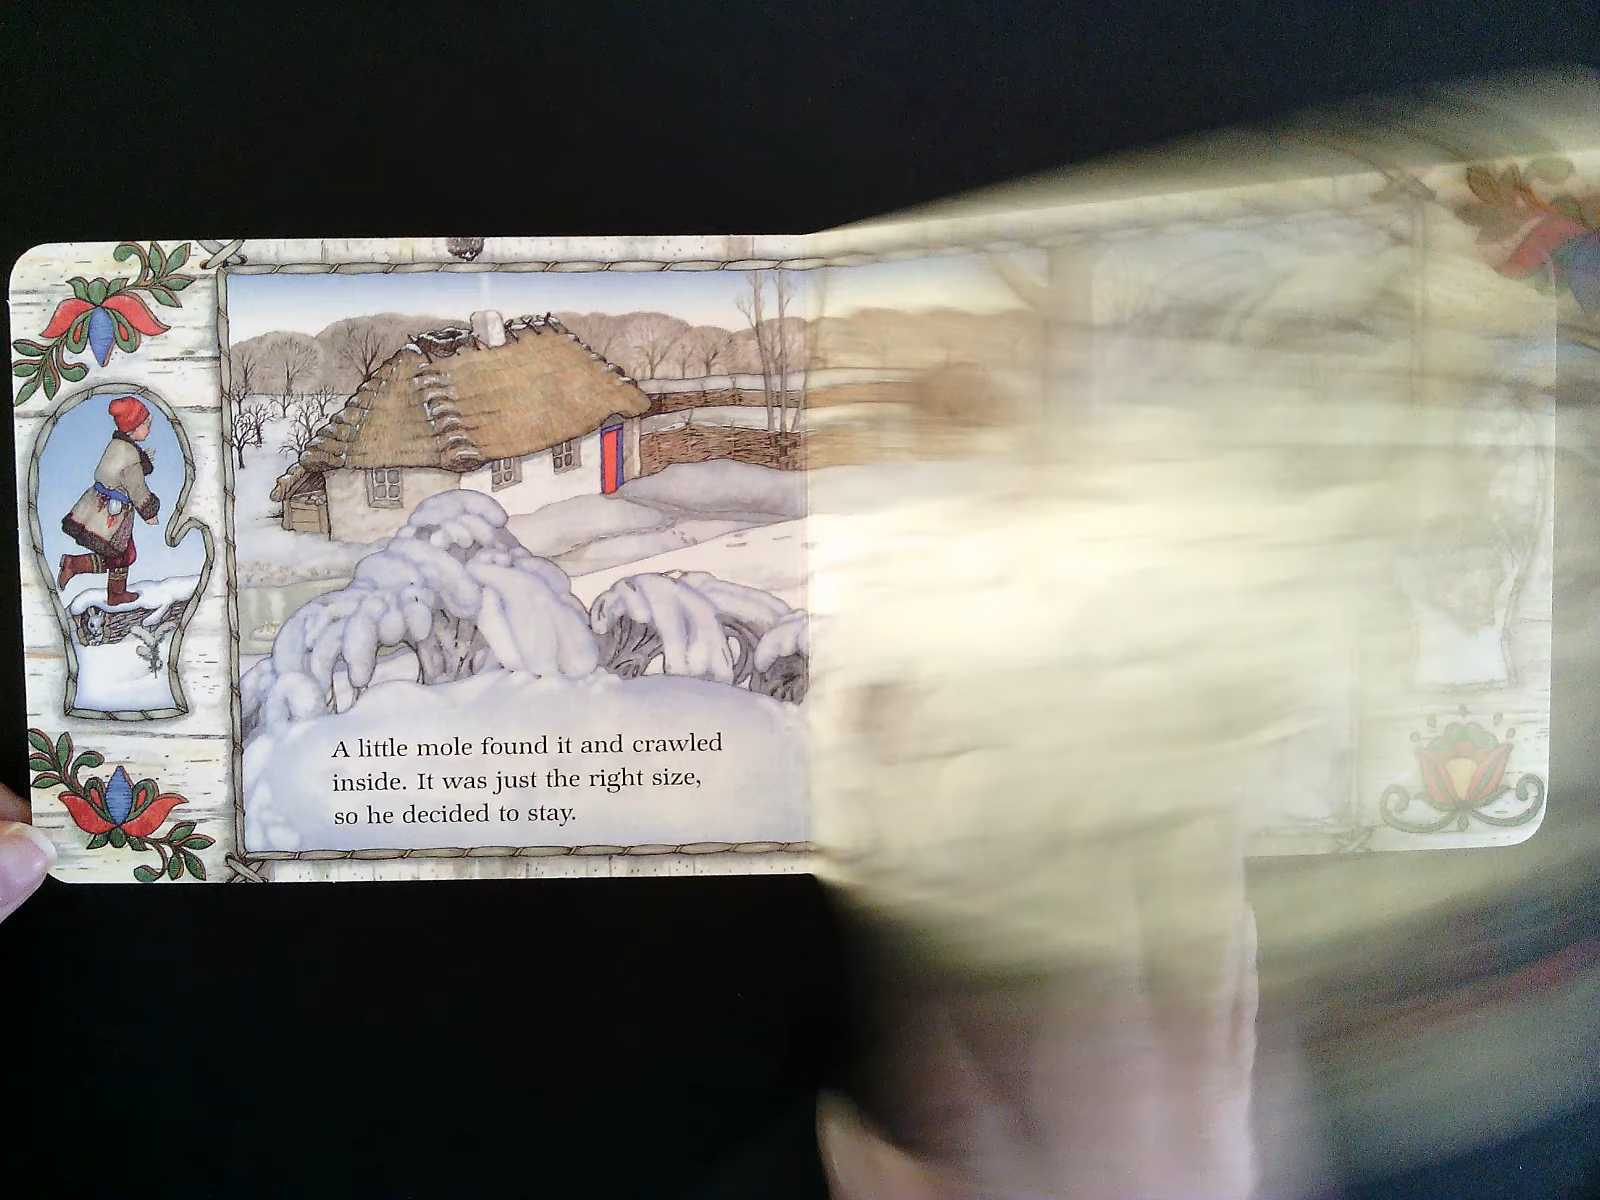 A little mole found it and crawled
inside. It was just the right size,
so he decided to stay.